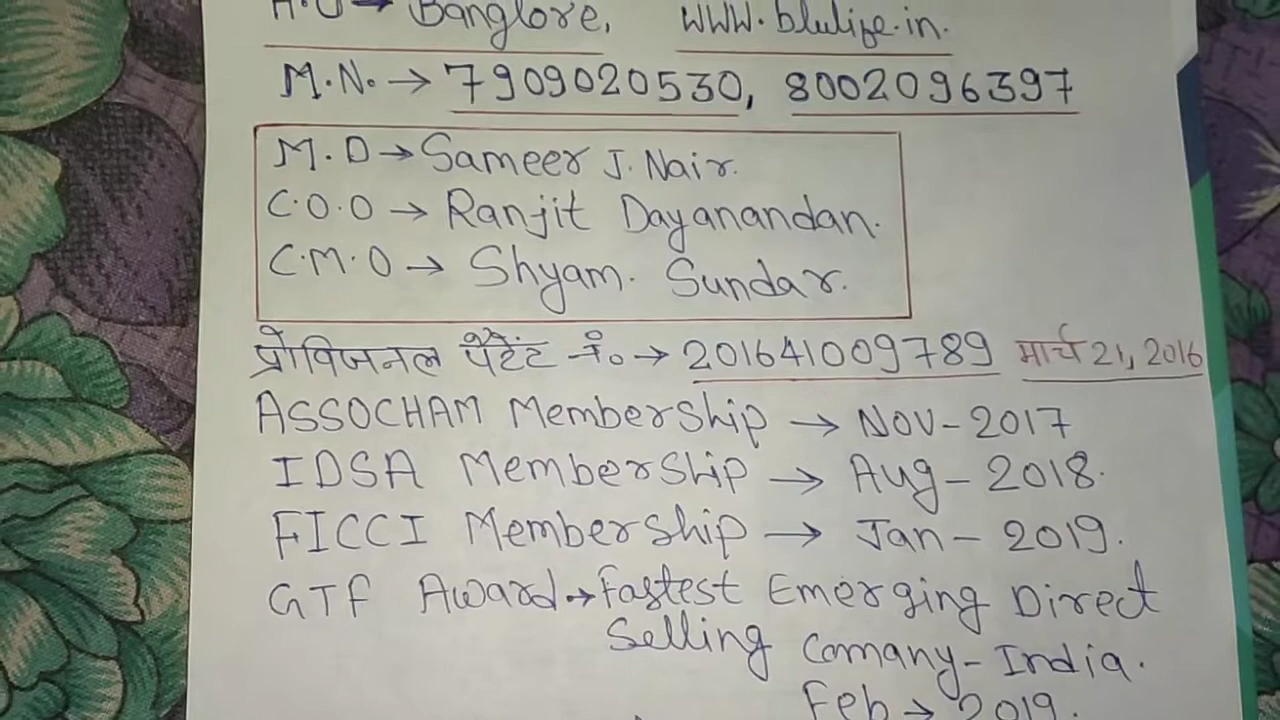 H.O → Banglore, www.blulife.in.
M.No. → 7909020530, 8002096397
M.D → Sameer J. Nair.
C.O.O → Ranjit Dayanandan.
C.M.O → Shyam. Sundar.
प्रोविजनल पेटेंट नं० → 201641009789 मार्च 21, 2016
ASSOCHAM Membership → Nov-2017
IDSA Membership → Aug-2018.
FICCI Membership → Jan-2019.
GTF Award → Fastest Emerging Direct
Selling Comany-India.
Feb → 2019.